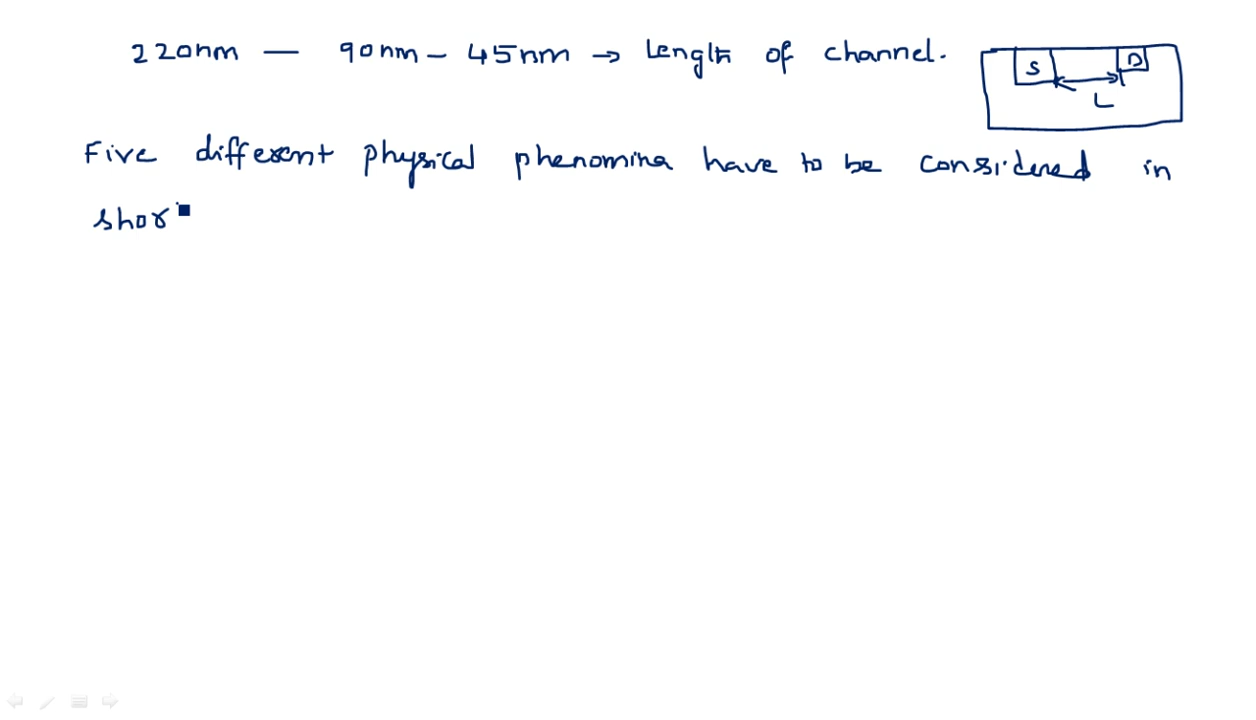 220nm — 90nm - 45nm → Length of channel.
S D
L
Five different physical phenomina have to be considered in
shor